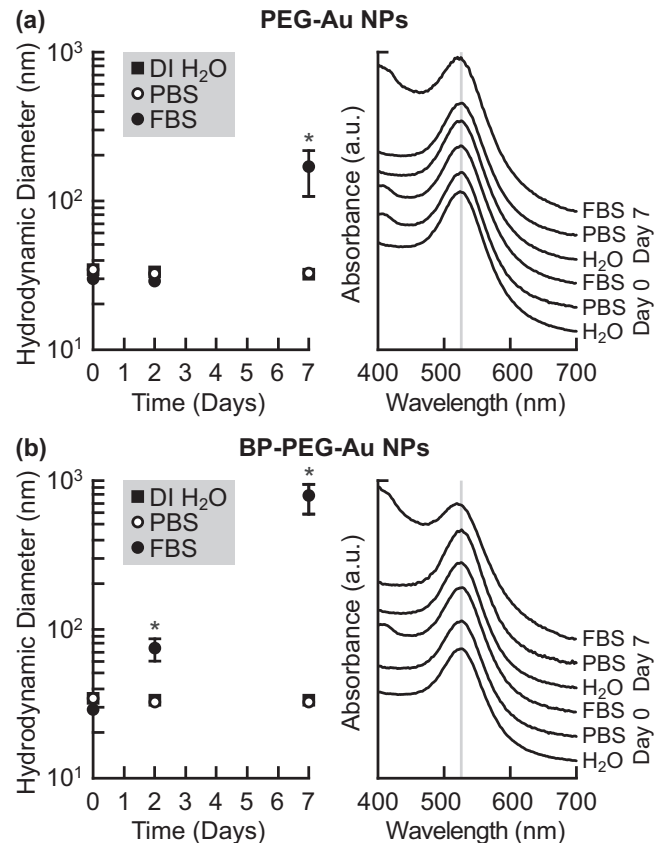 (a) PEG-Au NPs
Hydrodynamic Diameter (nm)
10³
10²
10¹
DI H₂O
PBS
FBS
*
0 1 2 3 4 5 6 7
Time (Days)
Absorbance (a.u.)
FBS
PBS
H₂O
Day 7
FBS
PBS
H₂O
Day 0
400 500 600 700
Wavelength (nm)
(b) BP-PEG-Au NPs
Hydrodynamic Diameter (nm)
10³
10²
10¹
DI H₂O
PBS
FBS
*
*
0 1 2 3 4 5 6 7
Time (Days)
Absorbance (a.u.)
FBS
PBS
H₂O
Day 7
FBS
PBS
H₂O
Day 0
400 500 600 700
Wavelength (nm)